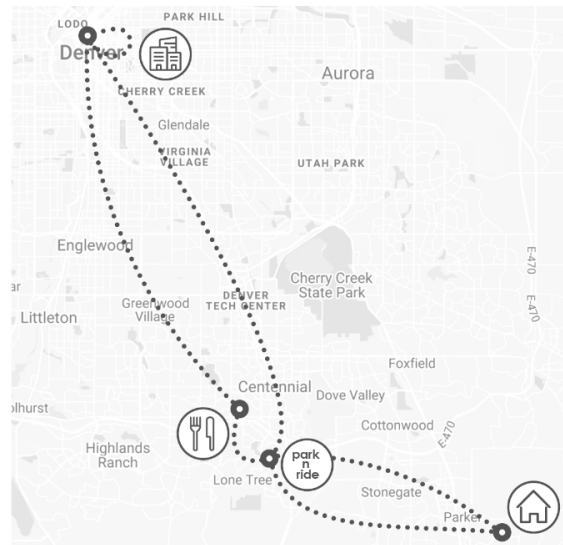 PARK HILL
LODO
Denver
Aurora
CHERRY CREEK
Glendale
VIRGINIA
VILLAGE
UTAH PARK
Englewood
E-470
Cherry Creek
State Park
ar
DENVER
TECH CENTER
Greenwood
Village
E-470
Littleton
Foxfield
Centennial
Dove Valley
olhurst
Cottonwood
E-470
Highlands
Ranch
park
n
ride
Lone Tree
Stonegate
Parker